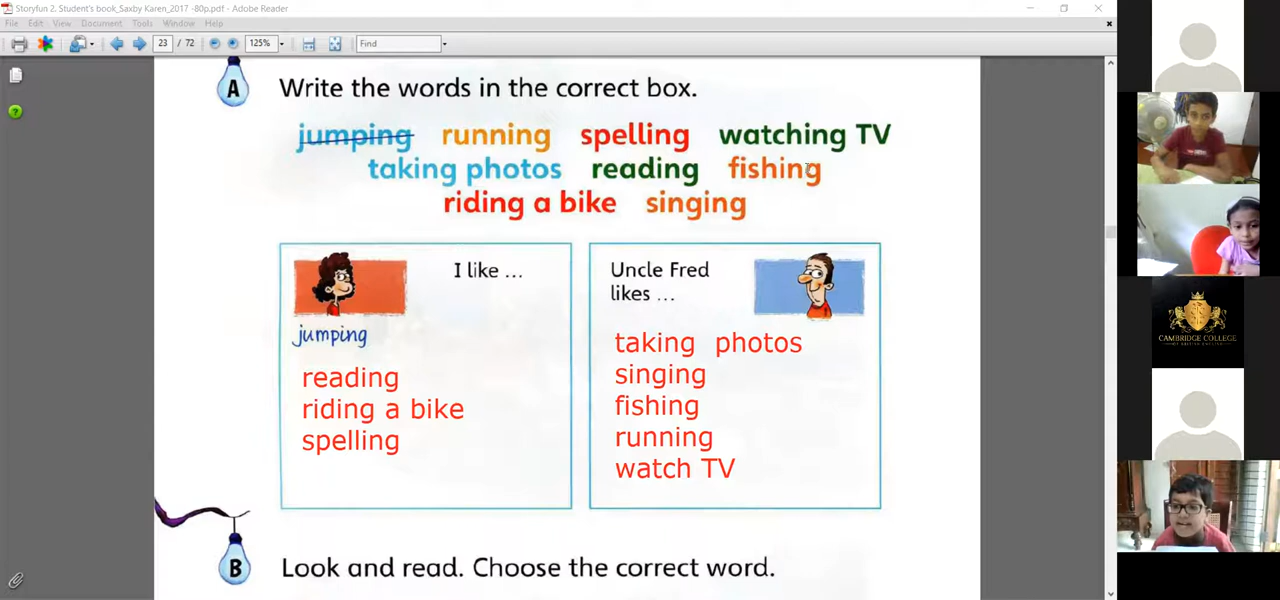 Storyfun 2. Student's book_Saxby Karen_2017 -80p.pdf - Adobe Reader
File Edit View Document Tools Window Help
23 / 72 125% Find
A Write the words in the correct box.
jumping running spelling watching TV
taking photos reading fishing
riding a bike singing
I like ...
jumping
reading
riding a bike
spelling
Uncle Fred
likes ...
taking photos
singing
fishing
running
watch TV
B Look and read. Choose the correct word.
CAMBRIDGE COLLEGE